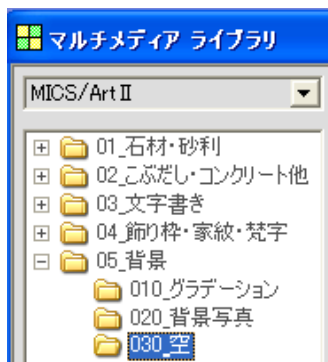 マルチメディア ライブラリ
MICS/ArtⅡ
01_石材・砂利
02_こぶだし・コンクリート他
03_文字書き
04_飾り枠・家紋・梵字
05_背景
010_グラデーション
020_背景写真
030_空